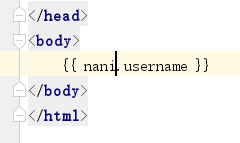 </head>
<body>
{{ nani.username }}
</body>
</html>